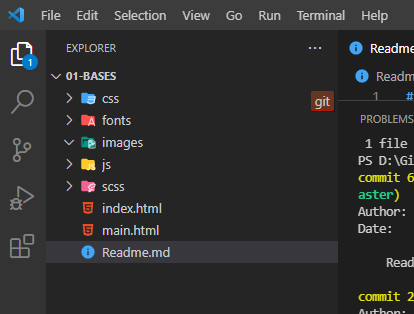 File Edit Selection View Go Run Terminal Help
EXPLORER ...
1
01-BASES
css
git
fonts
images
js
scss
index.html
main.html
Readme.md
Readme
Readm
1 #
PROBLEMS
1 file
PS D:\Gi
commit 6
aster)
Author:
Date:
Read
commit 2
Author: